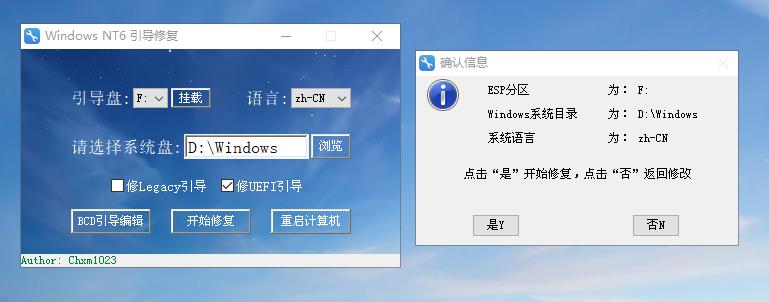 Windows NT6 引导修复
引导盘: F: 挂载 语言: zh-CN
请选择系统盘: D:\Windows 浏览
修Legacy引导 修UEFI引导
BCD引导编辑 开始修复 重启计算机
Author: Chxm1023
确认信息
ESP分区 为: F:
Windows系统目录 为: D:\Windows
系统语言 为: zh-CN
点击“是”开始修复,点击“否”返回修改
是Y 否N